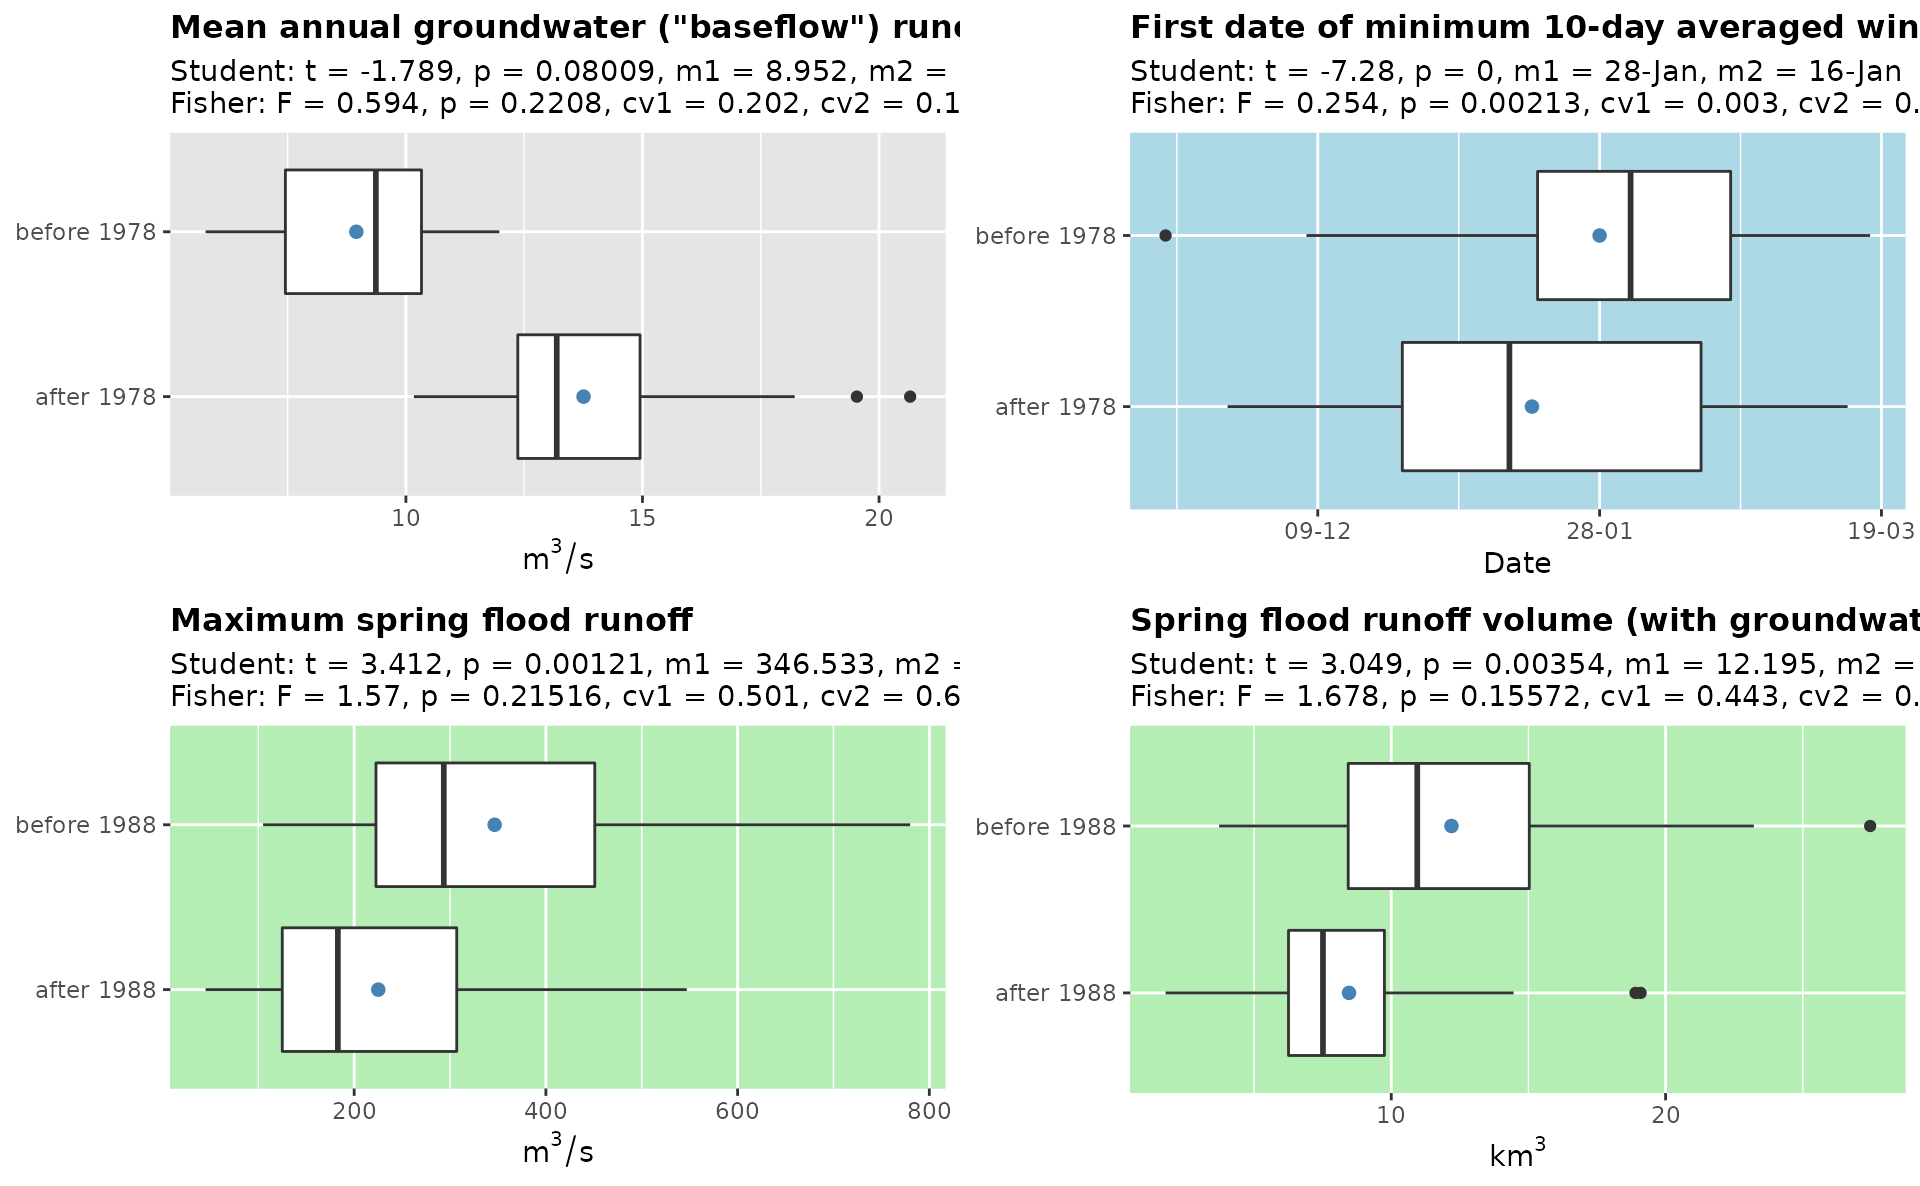 Mean annual groundwater ("baseflow")
Student: t = -1.789, p = 0.08009, m1 = 8.952, m2 =
Fisher: F = 0.594, p = 0.2208, cv1 = 0.202, cv2 = 0.1
before 1978
after 1978
10 15 20
m³/s
First date of minimum 10-day averaged
Student: t = -7.28, p = 0, m1 = 28-Jan, m2 = 16-Jan
Fisher: F = 0.254, p = 0.00213, cv1 = 0.003, cv2 = 0.
before 1978
after 1978
09-12 28-01 19-03
Date
Maximum spring flood runoff
Student: t = 3.412, p = 0.00121, m1 = 346.533, m2 =
Fisher: F = 1.57, p = 0.21516, cv1 = 0.501, cv2 = 0.6
before 1988
after 1988
200 400 600 800
m³/s
Spring flood runoff volume (with
Student: t = 3.049, p = 0.00354, m1 = 12.195, m2 =
Fisher: F = 1.678, p = 0.15572, cv1 = 0.443, cv2 = 0.
before 1988
after 1988
10 20
km³